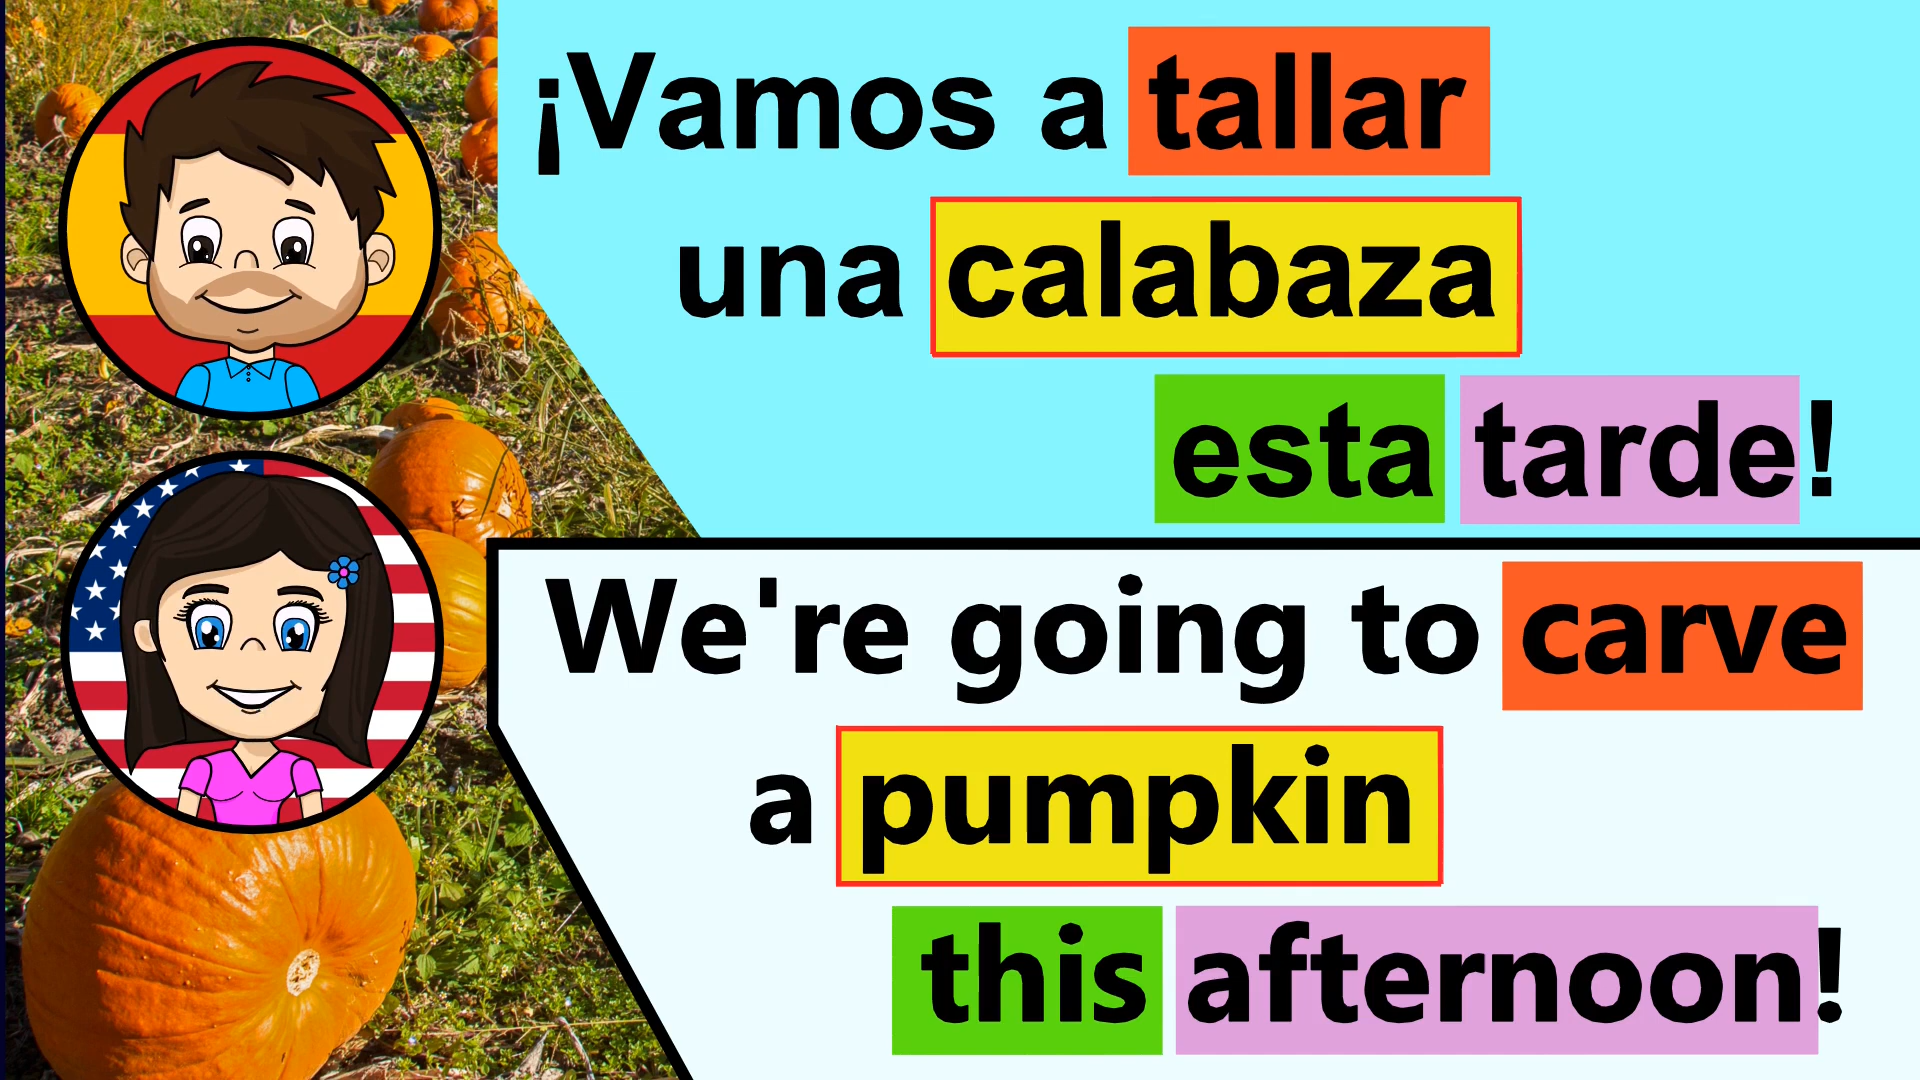 ¡Vamos a tallar
una calabaza
esta tarde!
We're going to carve
a pumpkin
this afternoon!